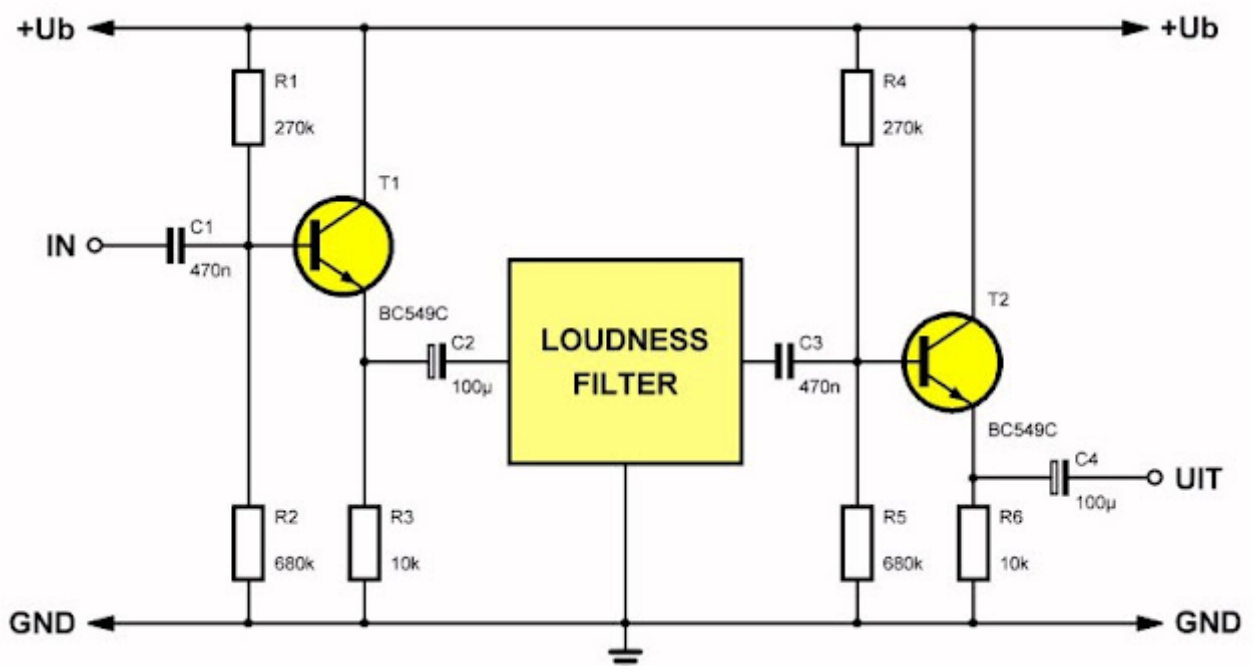 +Ub
+Ub
R1
270k
R4
270k
T1
IN
C1
470n
BC549C
T2
C2
100µ
LOUDNESS
FILTER
C3
470n
BC549C
C4
100µ
UIT
R2
680k
R3
10k
R5
680k
R6
10k
GND
GND